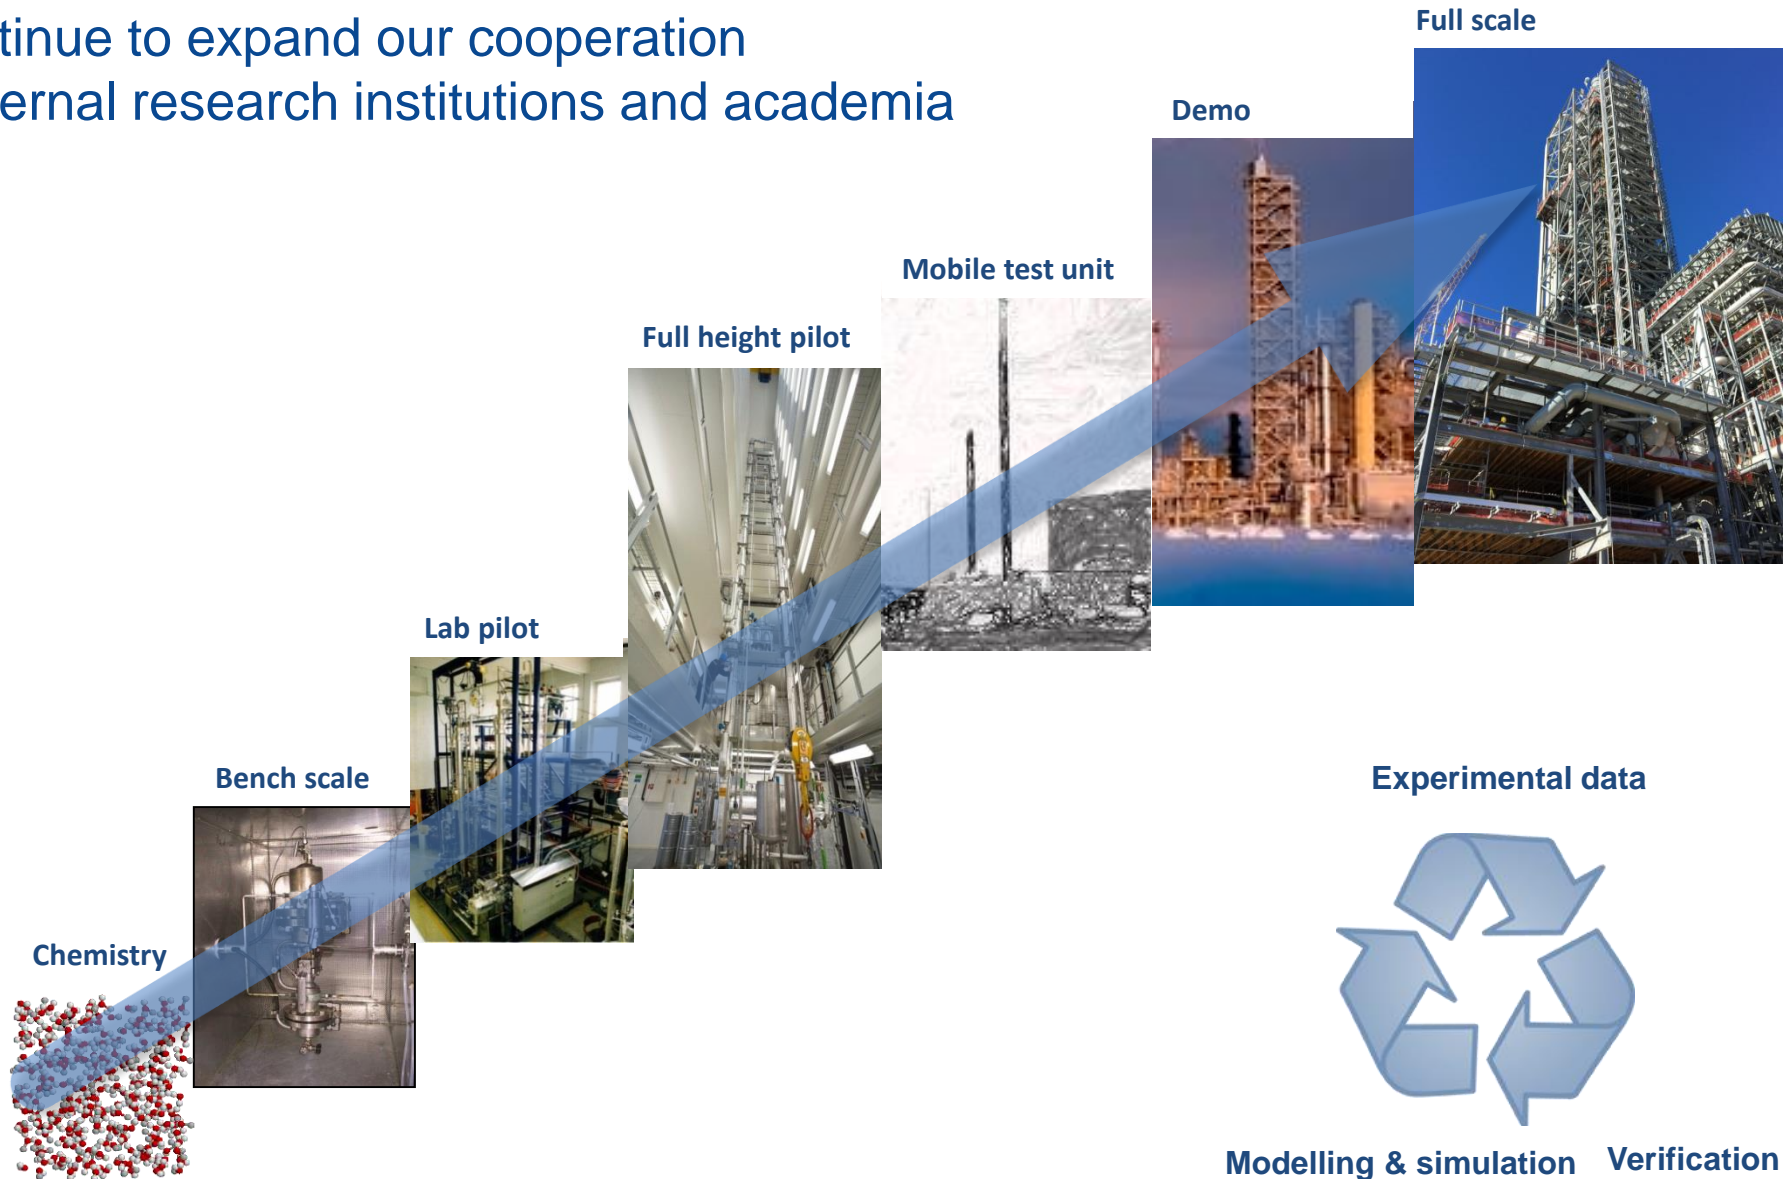 tinue to expand our cooperation
ernal research institutions and academia
Full scale
Demo
Mobile test unit
Full height pilot
Lab pilot
Bench scale
Chemistry
Experimental data
Modelling & simulation
Verification